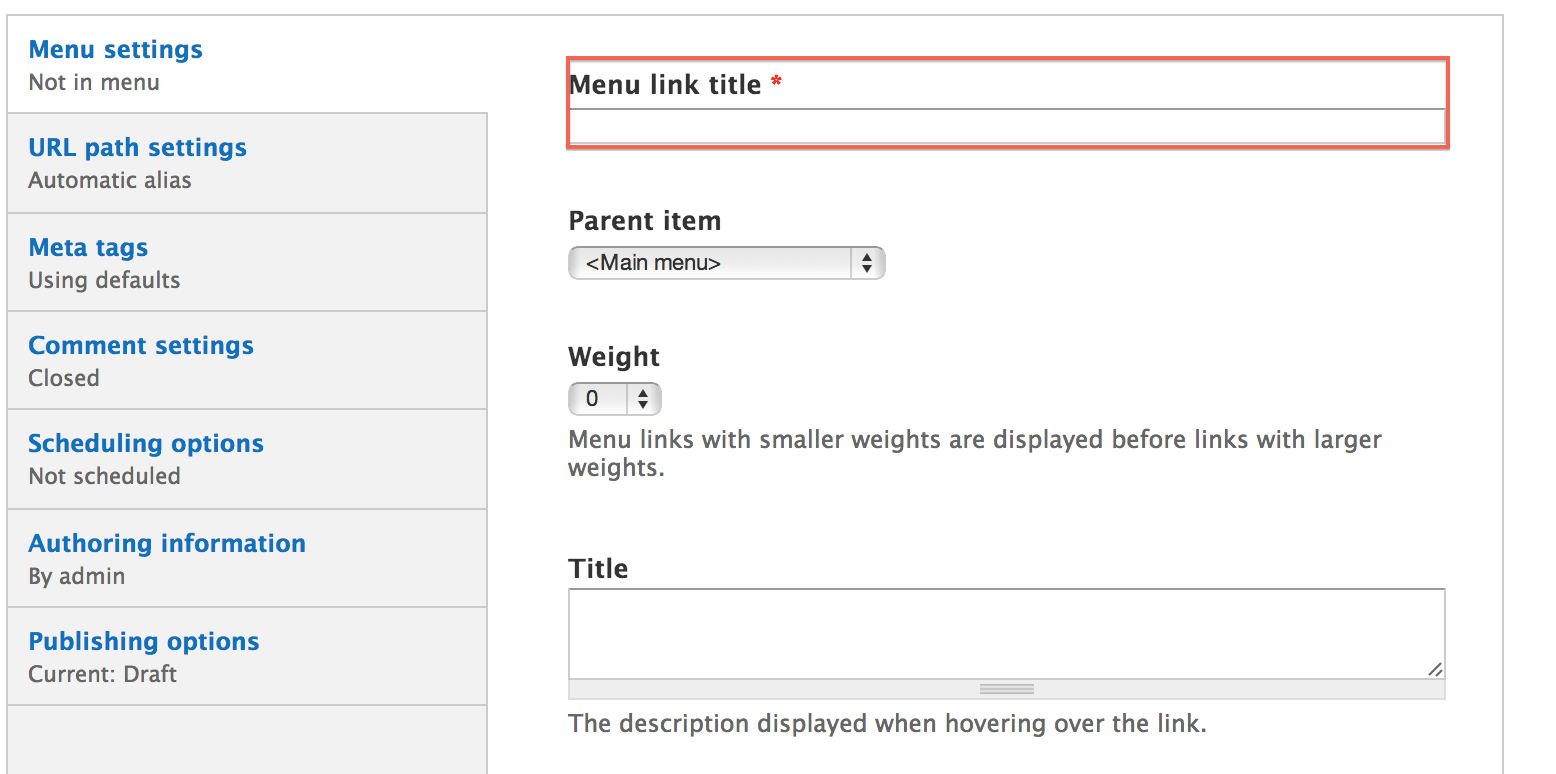 Menu settings
Not in menu
URL path settings
Automatic alias
Meta tags
Using defaults
Comment settings
Closed
Scheduling options
Not scheduled
Authoring information
By admin
Publishing options
Current: Draft
Menu link title *
Parent item
<Main menu>
Weight
0
Menu links with smaller weights are displayed before links with larger
weights.
Title
The description displayed when hovering over the link.